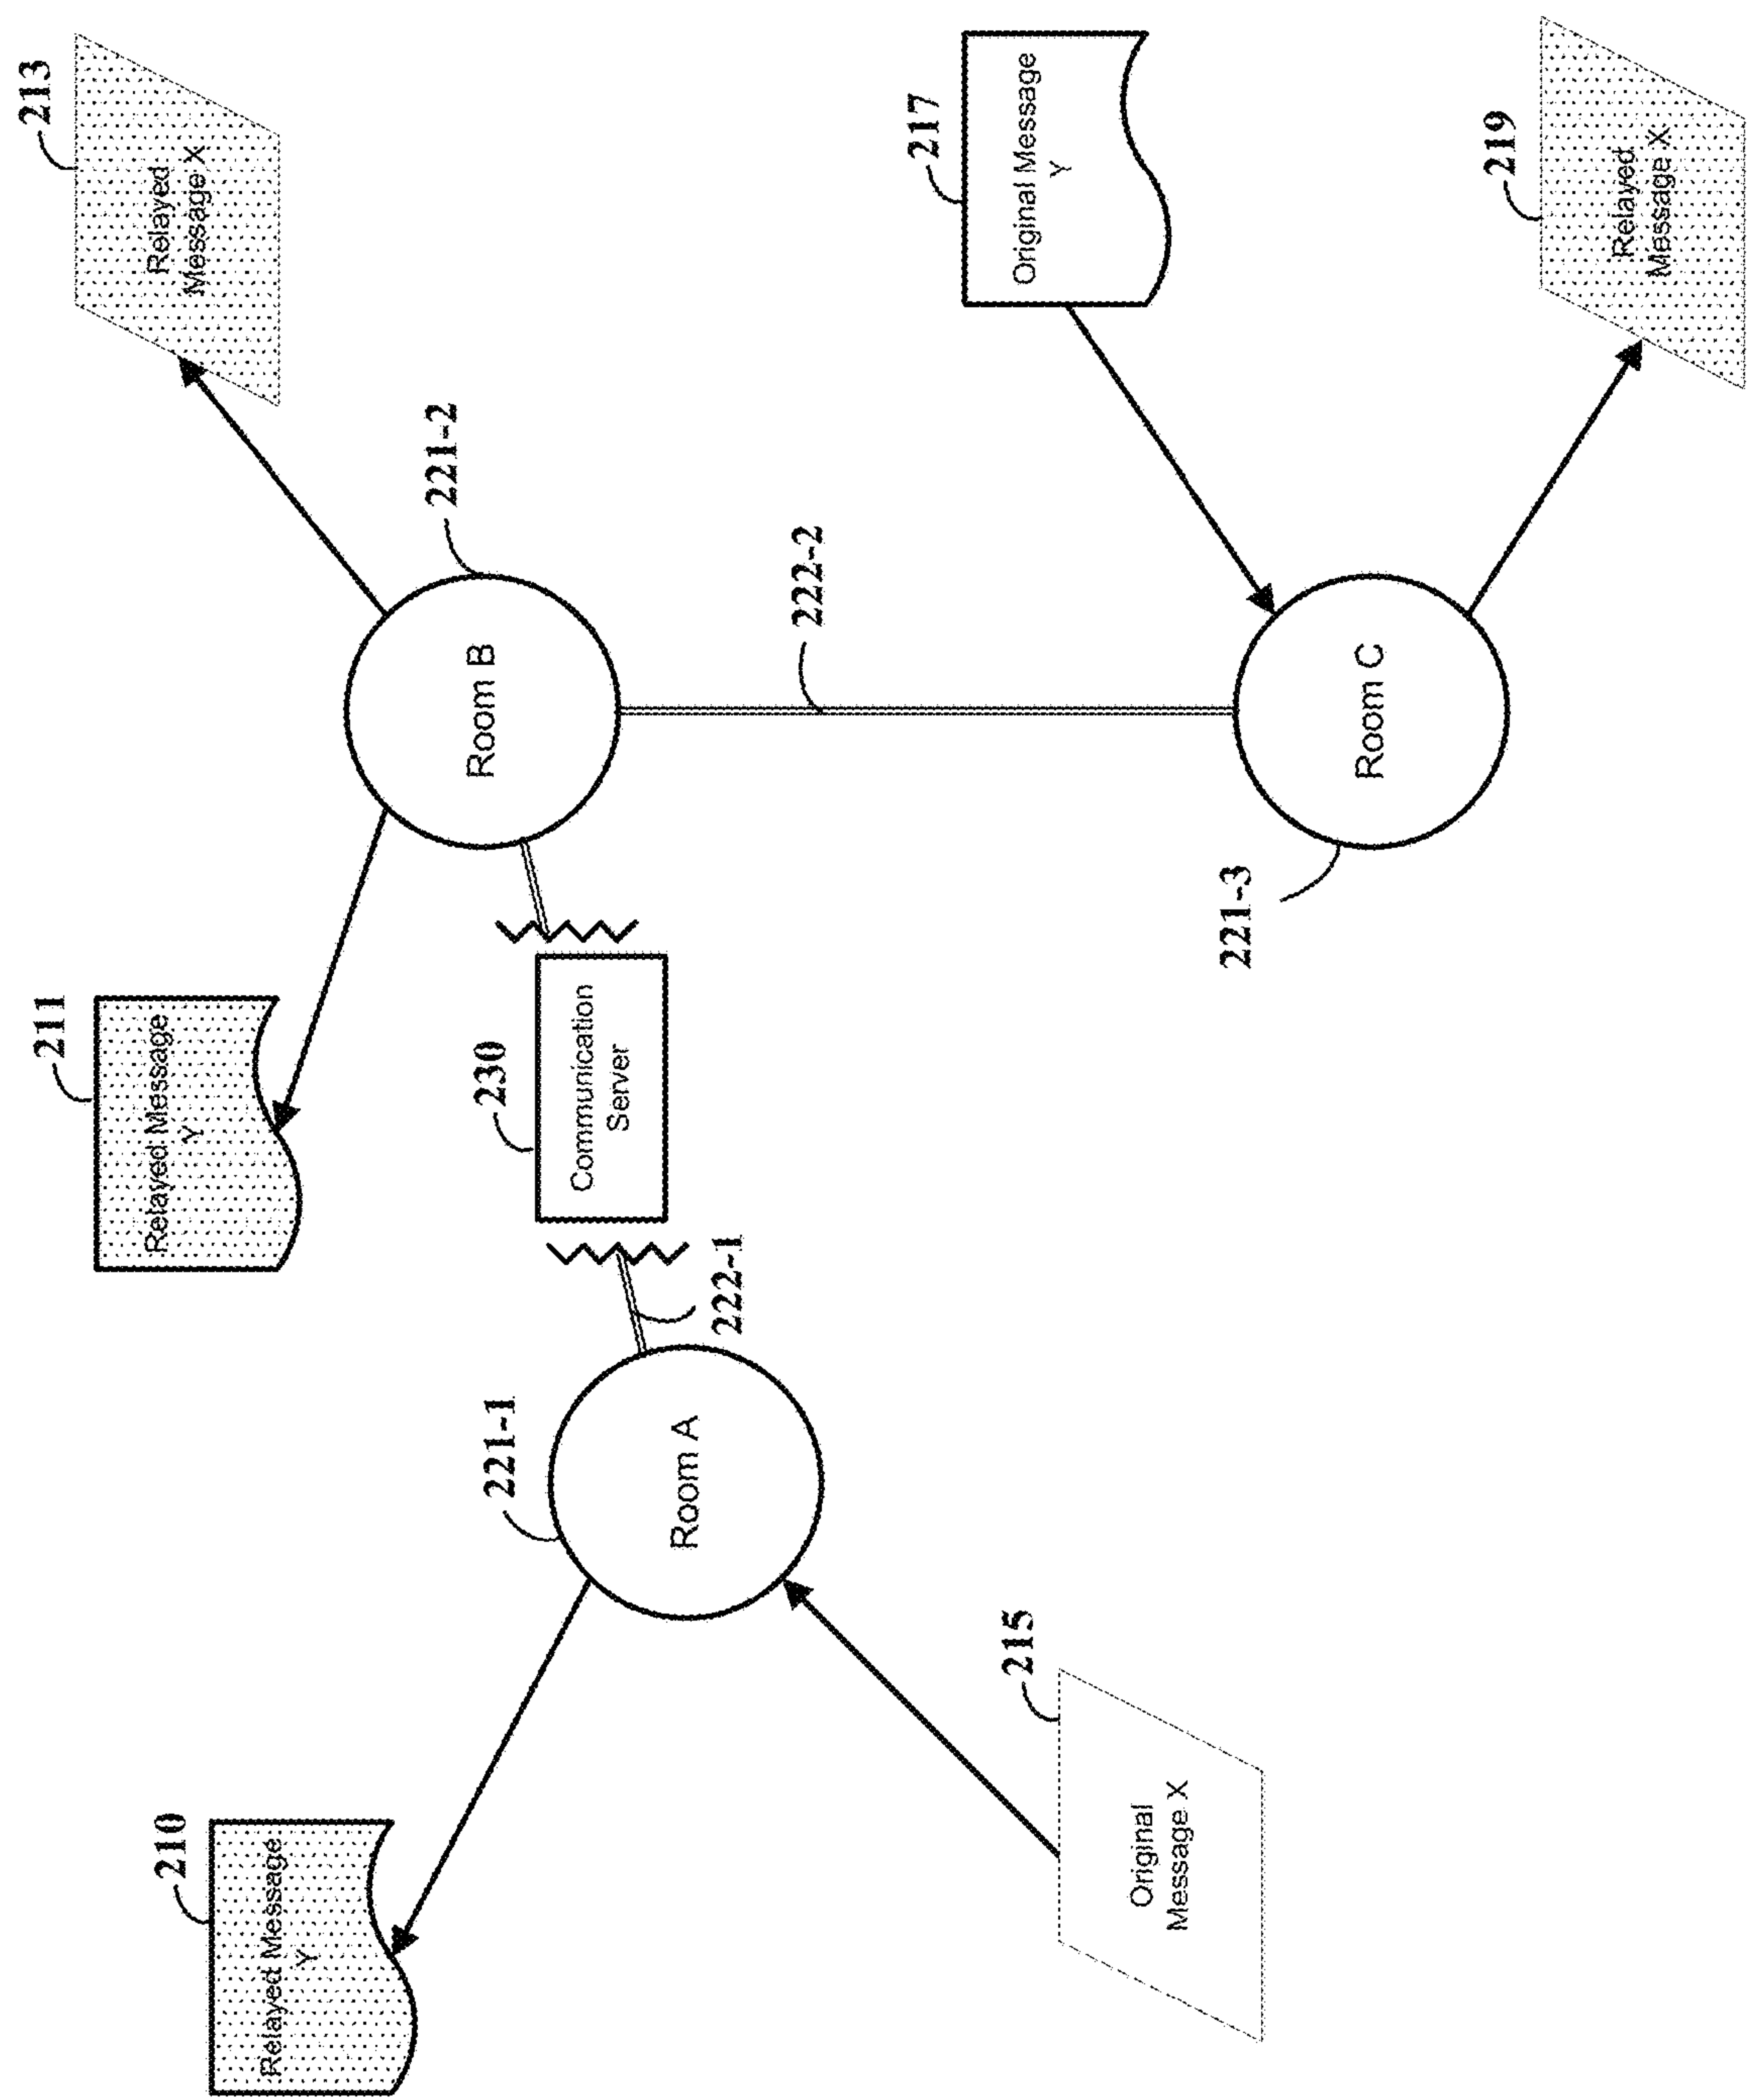 210
Relayed Message
Y
211
Relayed Message
Y
213
Relayed
Message X
221-1
Room A
222-1
230
Communication
Server
Room B
221-2
222-2
215
Original
Message X
221-3
Room C
217
Original Message
Y
219
Relayed
Message X